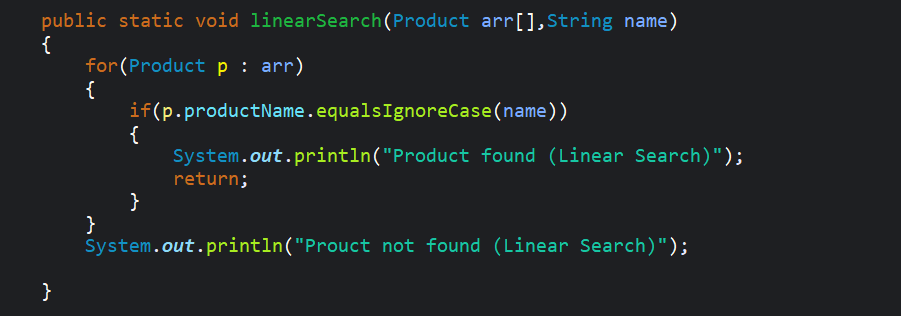 public static void linearSearch(Product arr[],String name)
{
    for(Product p : arr)
    {
        if(p.productName.equalsIgnoreCase(name))
        {
            System.out.println("Product found (Linear Search)");
            return;
        }
    }
    System.out.println("Prouct not found (Linear Search)");
}